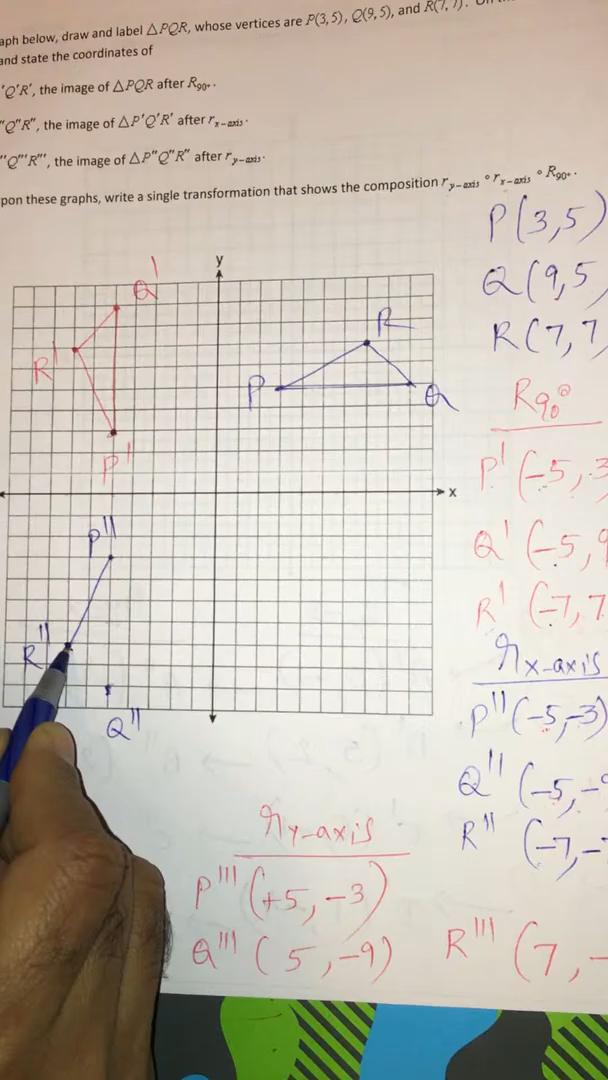 aph below, draw and label △PQR, whose vertices are P(3,5), Q(9,5), and R(7,7).
and state the coordinates of
'Q'R', the image of △PQR after R90°.
"Q"R", the image of △P'Q'R' after rx−axis.
"'Q"'R"', the image of △P"Q"R" after ry−axis.
pon these graphs, write a single transformation that shows the composition ry−axis ∘ rx−axis ∘ R90°.
P(3,5)
Q(9,5
R(7,7
R90°
P'(-5,3
Q'(-5,9
R'(-7,7
rx-axis
P"(-5,-3)
Q"(-5,-9
R"(-7,-
y
Q'
R'
R
P
Q
P'
x
P"
R"
Q"
ry-axis
P'''(+5,-3)
Q'''(5,-9)
R'''(7,-